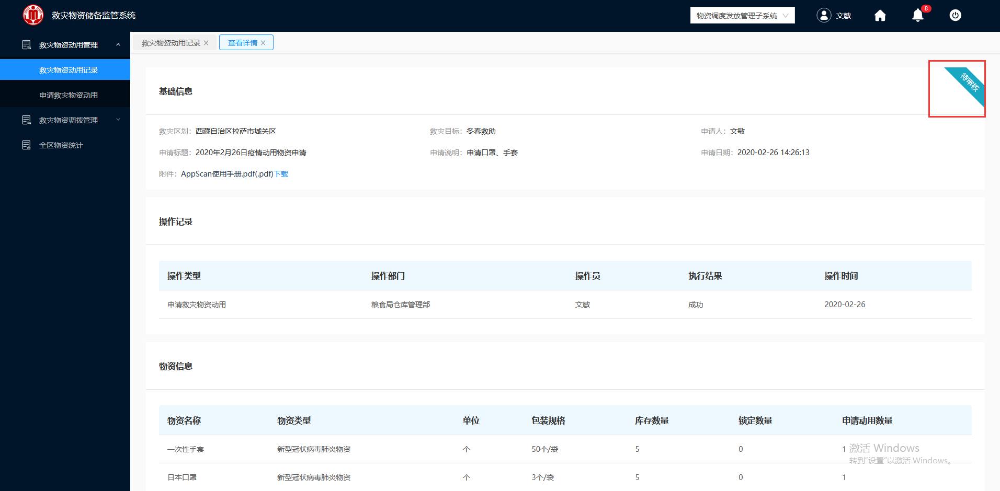 救灾物资储备监管系统
物资调度发放管理子系统
文敏
8
救灾物资动用管理
救灾物资动用记录
申请救灾物资动用
救灾物资调拨管理
全区物资统计
救灾物资动用记录
查看详情
待审核
基础信息
救灾区划：西藏自治区拉萨市城关区 救灾目标：冬春救助 申请人：文敏
申请标题：2020年2月26日疫情动用物资申请 申请说明：申请口罩、手套 申请日期：2020-02-26 14:26:13
附件：AppScan使用手册.pdf(.pdf)下载
操作记录
操作类型 操作部门 操作员 执行结果 操作时间
申请救灾物资动用 粮食局仓库管理部 文敏 成功 2020-02-26
物资信息
物资名称 物资类型 单位 包装规格 库存数量 锁定数量 申请动用数量
一次性手套 新型冠状病毒肺炎物资 个 50个/袋 5 0 1
日本口罩 新型冠状病毒肺炎物资 个 3个/袋 5 0 1
激活 Windows
转到"设置"以激活 Windows。